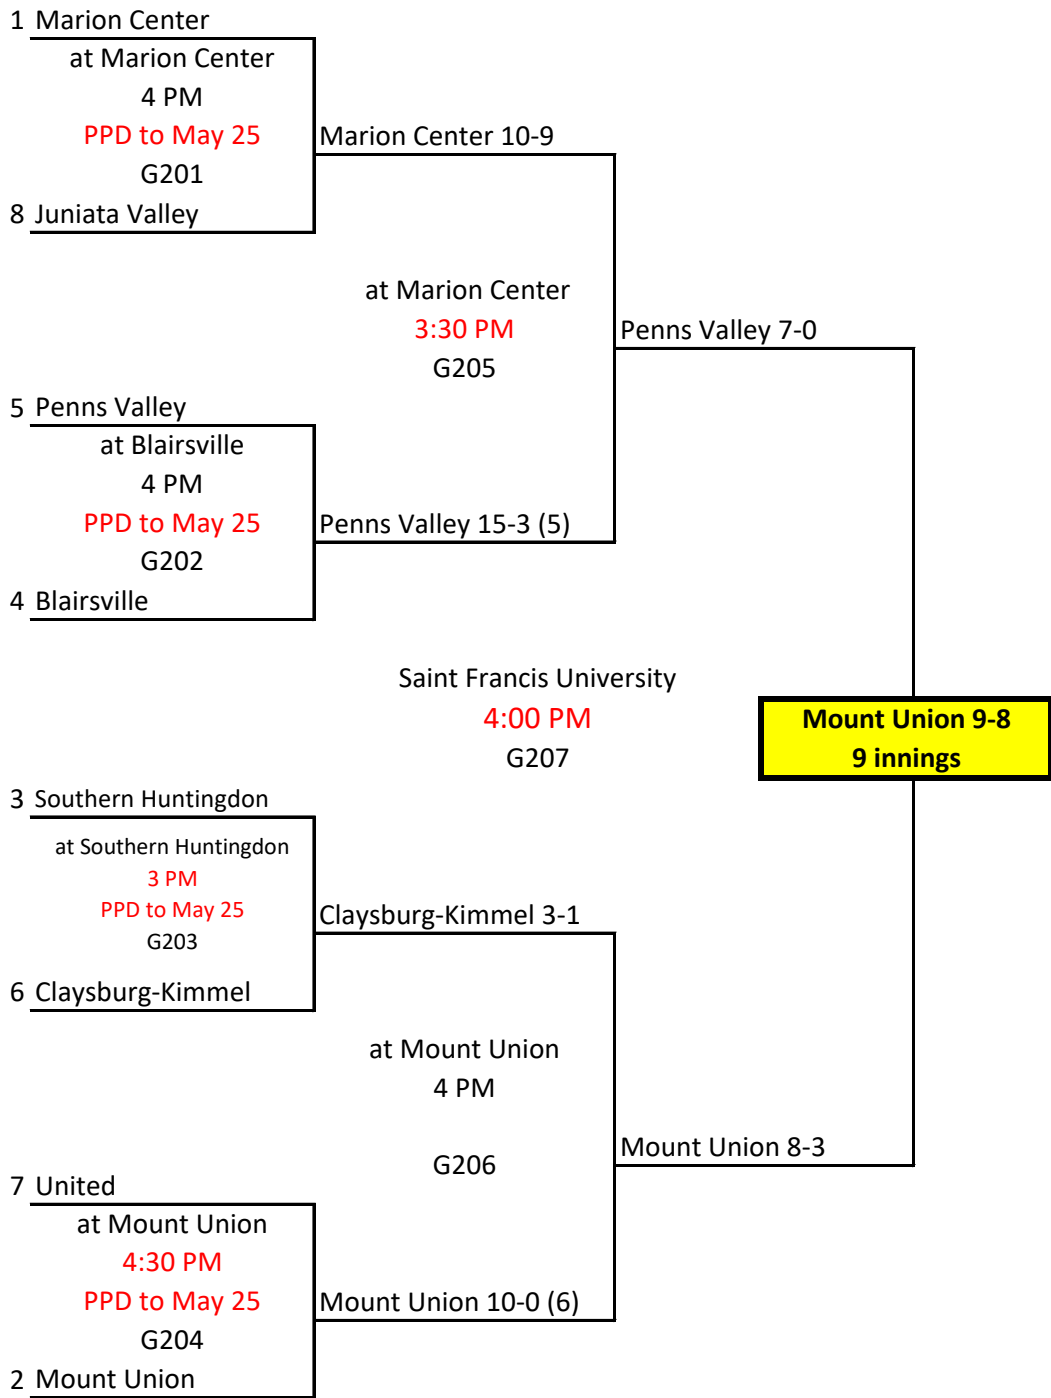 1 Marion Center
at Marion Center
4 PM
PPD to May 25
G201
8 Juniata Valley
Marion Center 10-9
at Marion Center
3:30 PM
G205
Penns Valley 7-0
5 Penns Valley
at Blairsville
4 PM
PPD to May 25
G202
4 Blairsville
Penns Valley 15-3 (5)
Saint Francis University
4:00 PM
G207
Mount Union 9-8
9 innings
3 Southern Huntingdon
at Southern Huntingdon
3 PM
PPD to May 25
G203
6 Claysburg-Kimmel
Claysburg-Kimmel 3-1
at Mount Union
4 PM
G206
Mount Union 8-3
7 United
at Mount Union
4:30 PM
PPD to May 25
G204
2 Mount Union
Mount Union 10-0 (6)